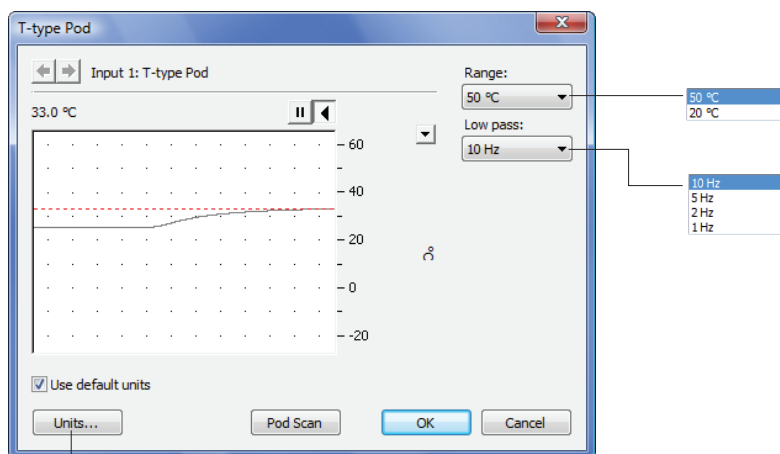 T-type Pod
Input 1: T-type Pod
Range:
50 °C
33.0 °C
Low pass:
10 Hz
60
40
20
0
-20
°C
Use default units
Units...
Pod Scan
OK
Cancel
50 °C
20 °C
10 Hz
5 Hz
2 Hz
1 Hz